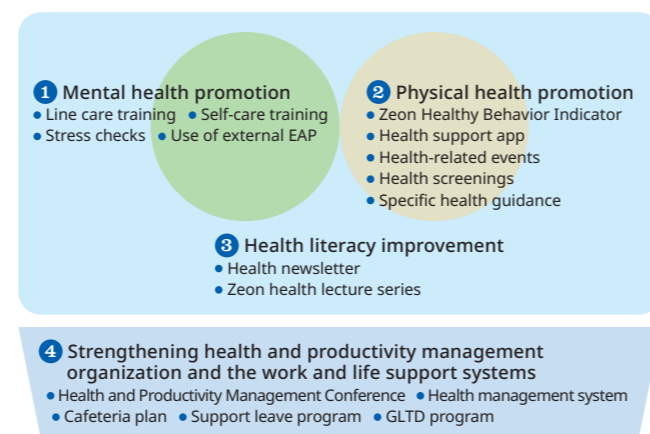 1 Mental health promotion
• Line care training • Self-care training
• Stress checks • Use of external EAP
2 Physical health promotion
• Zeon Healthy Behavior Indicator
• Health support app
• Health-related events
• Health screenings
• Specific health guidance
3 Health literacy improvement
• Health newsletter
• Zeon health lecture series
4 Strengthening health and productivity management
organization and the work and life support systems
• Health and Productivity Management Conference • Health management system
• Cafeteria plan • Support leave program • GLTD program